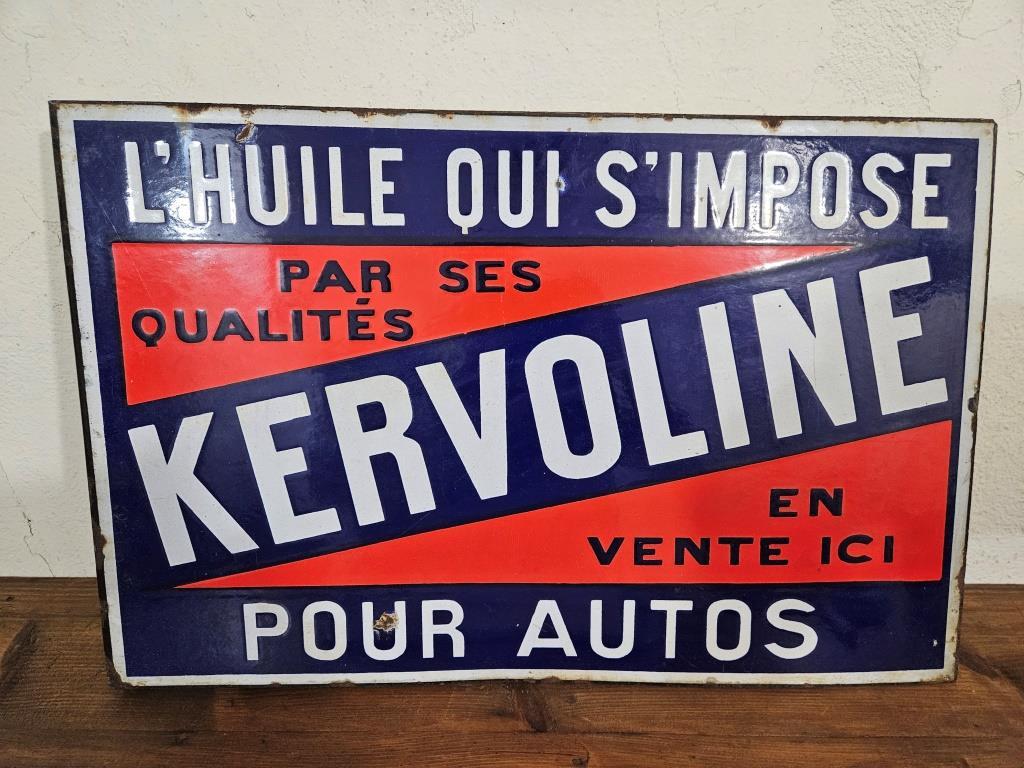 L'HUILE QUI S'IMPOSE
PAR SES
QUALITÉS
KERVOLINE
EN
VENTE ICI
POUR AUTOS